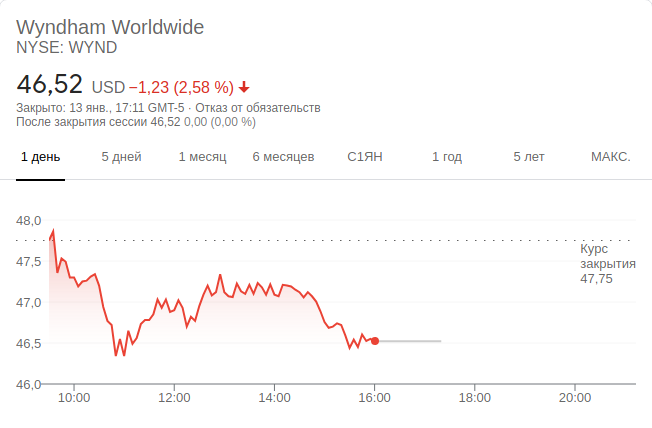 Wyndham Worldwide
NYSE: WYND
46,52 USD −1,23 (2,58 %)
Закрыто: 13 янв., 17:11 GMT-5 · Отказ от обязательств
После закрытия сессии 46,52 0,00 (0,00 %)
1 день 5 дней 1 месяц 6 месяцев С1ЯН 1 год 5 лет МАКС.
48,0
Курс
закрытия
47,75
47,5
47,0
46,5
46,0
10:00 12:00 14:00 16:00 18:00 20:00